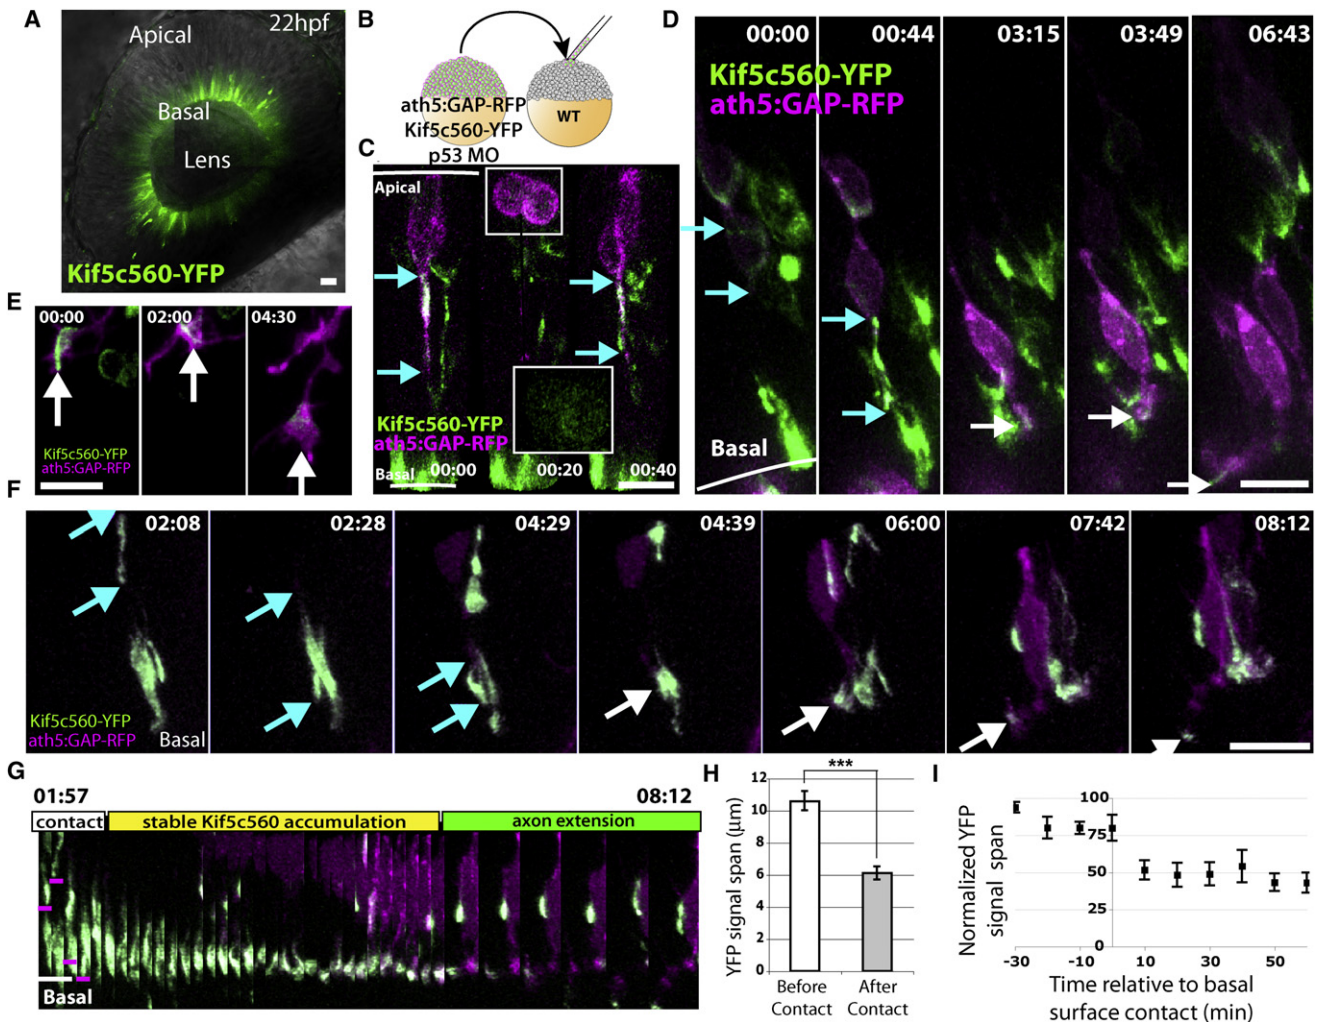 A
Apical
22hpf
Basal
Lens
Kif5c560-YFP
B
ath5:GAP-RFP
Kif5c560-YFP
p53 MO
WT
C
Apical
Kif5c560-YFP
ath5:GAP-RFP
Basal
00:00
00:20
00:40
D
00:00
00:44
03:15
03:49
06:43
Kif5c560-YFP
ath5:GAP-RFP
Basal
E
00:00
02:00
04:30
Kif5c560-YFP
ath5:GAP-RFP
F
02:08
02:28
04:29
04:39
06:00
07:42
08:12
Kif5c560-YFP
ath5:GAP-RFP
Basal
G
01:57
08:12
contact
stable Kif5c560 accumulation
axon extension
Basal
H
***
YFP signal span (μm)
12
10
8
6
4
2
0
Before
Contact
After
Contact
I
Normalized YFP
signal span
100
75
50
25
0
-30
-10
10
30
50
Time relative to basal
surface contact (min)